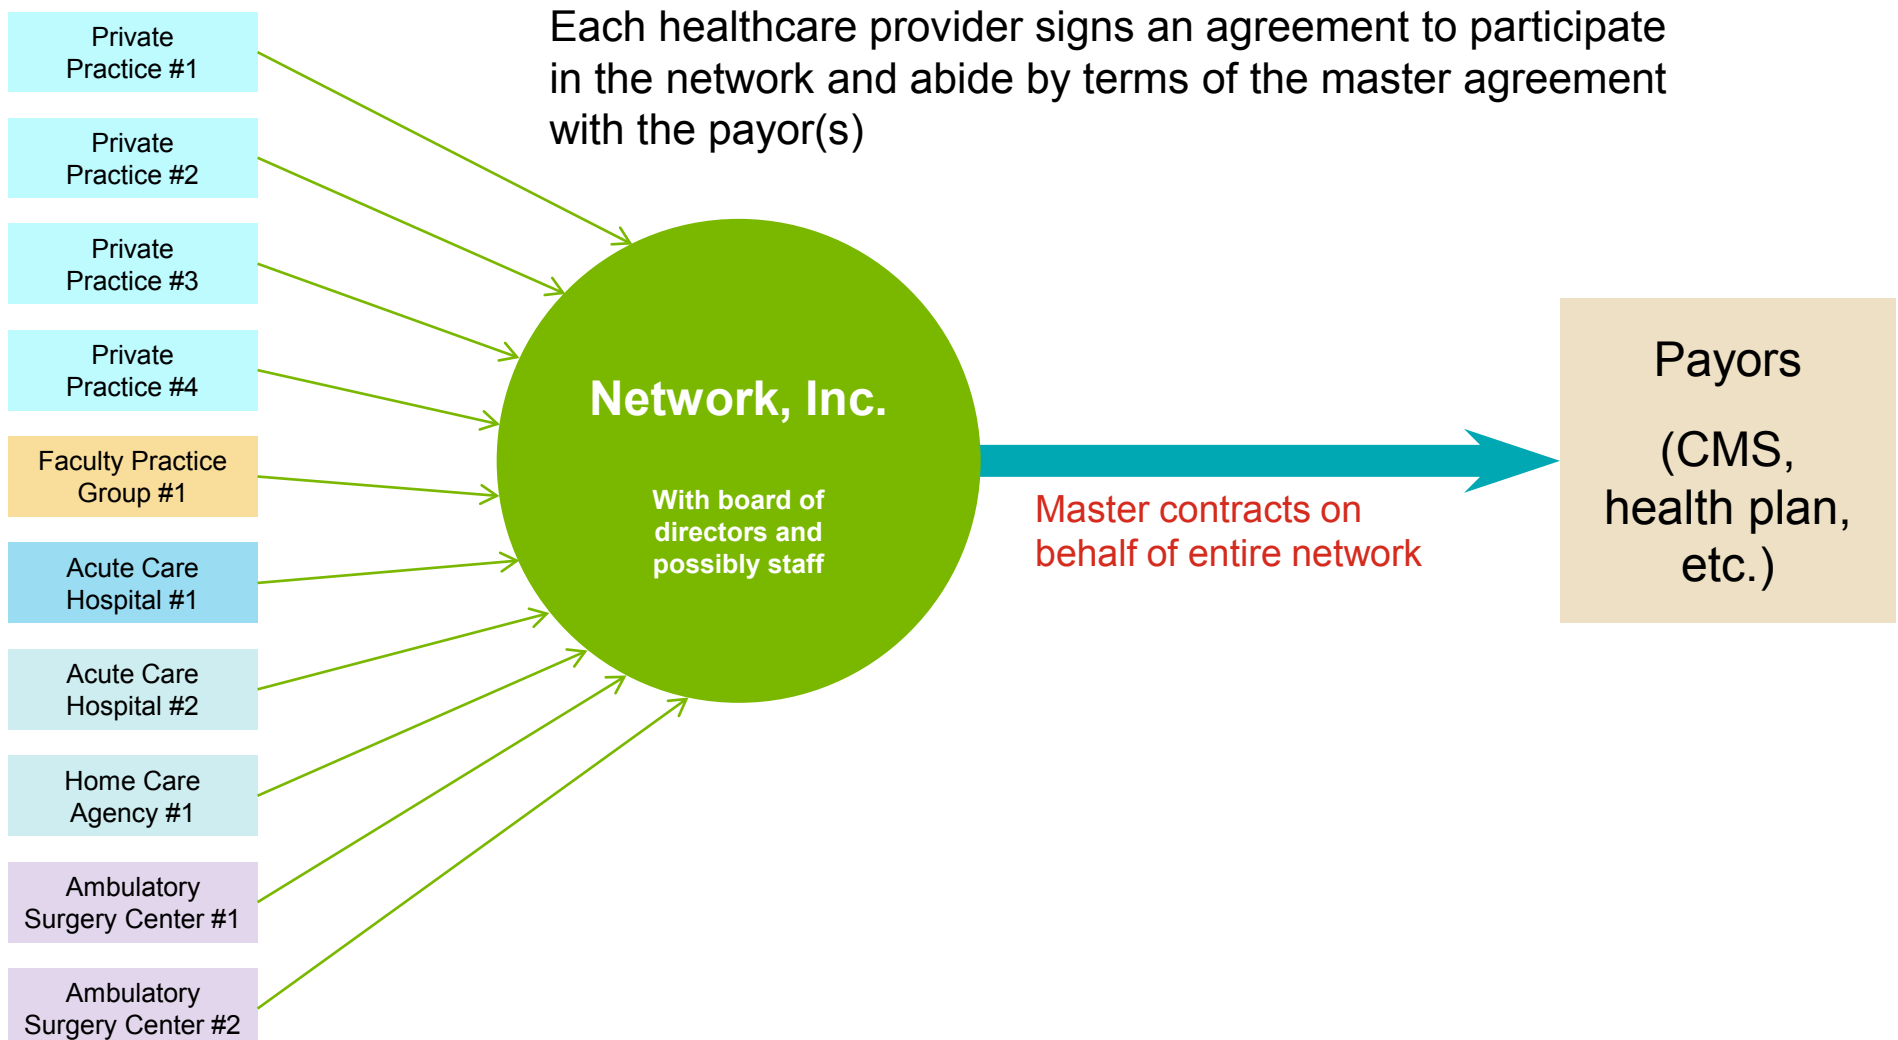 Each healthcare provider signs an agreement to participate
in the network and abide by terms of the master agreement
with the payor(s)
Private
Practice #1
Private
Practice #2
Private
Practice #3
Private
Practice #4
Faculty Practice
Group #1
Acute Care
Hospital #1
Acute Care
Hospital #2
Home Care
Agency #1
Ambulatory
Surgery Center #1
Ambulatory
Surgery Center #2
Network, Inc.
With board of
directors and
possibly staff
Master contracts on
behalf of entire network
Payors
(CMS,
health plan,
etc.)